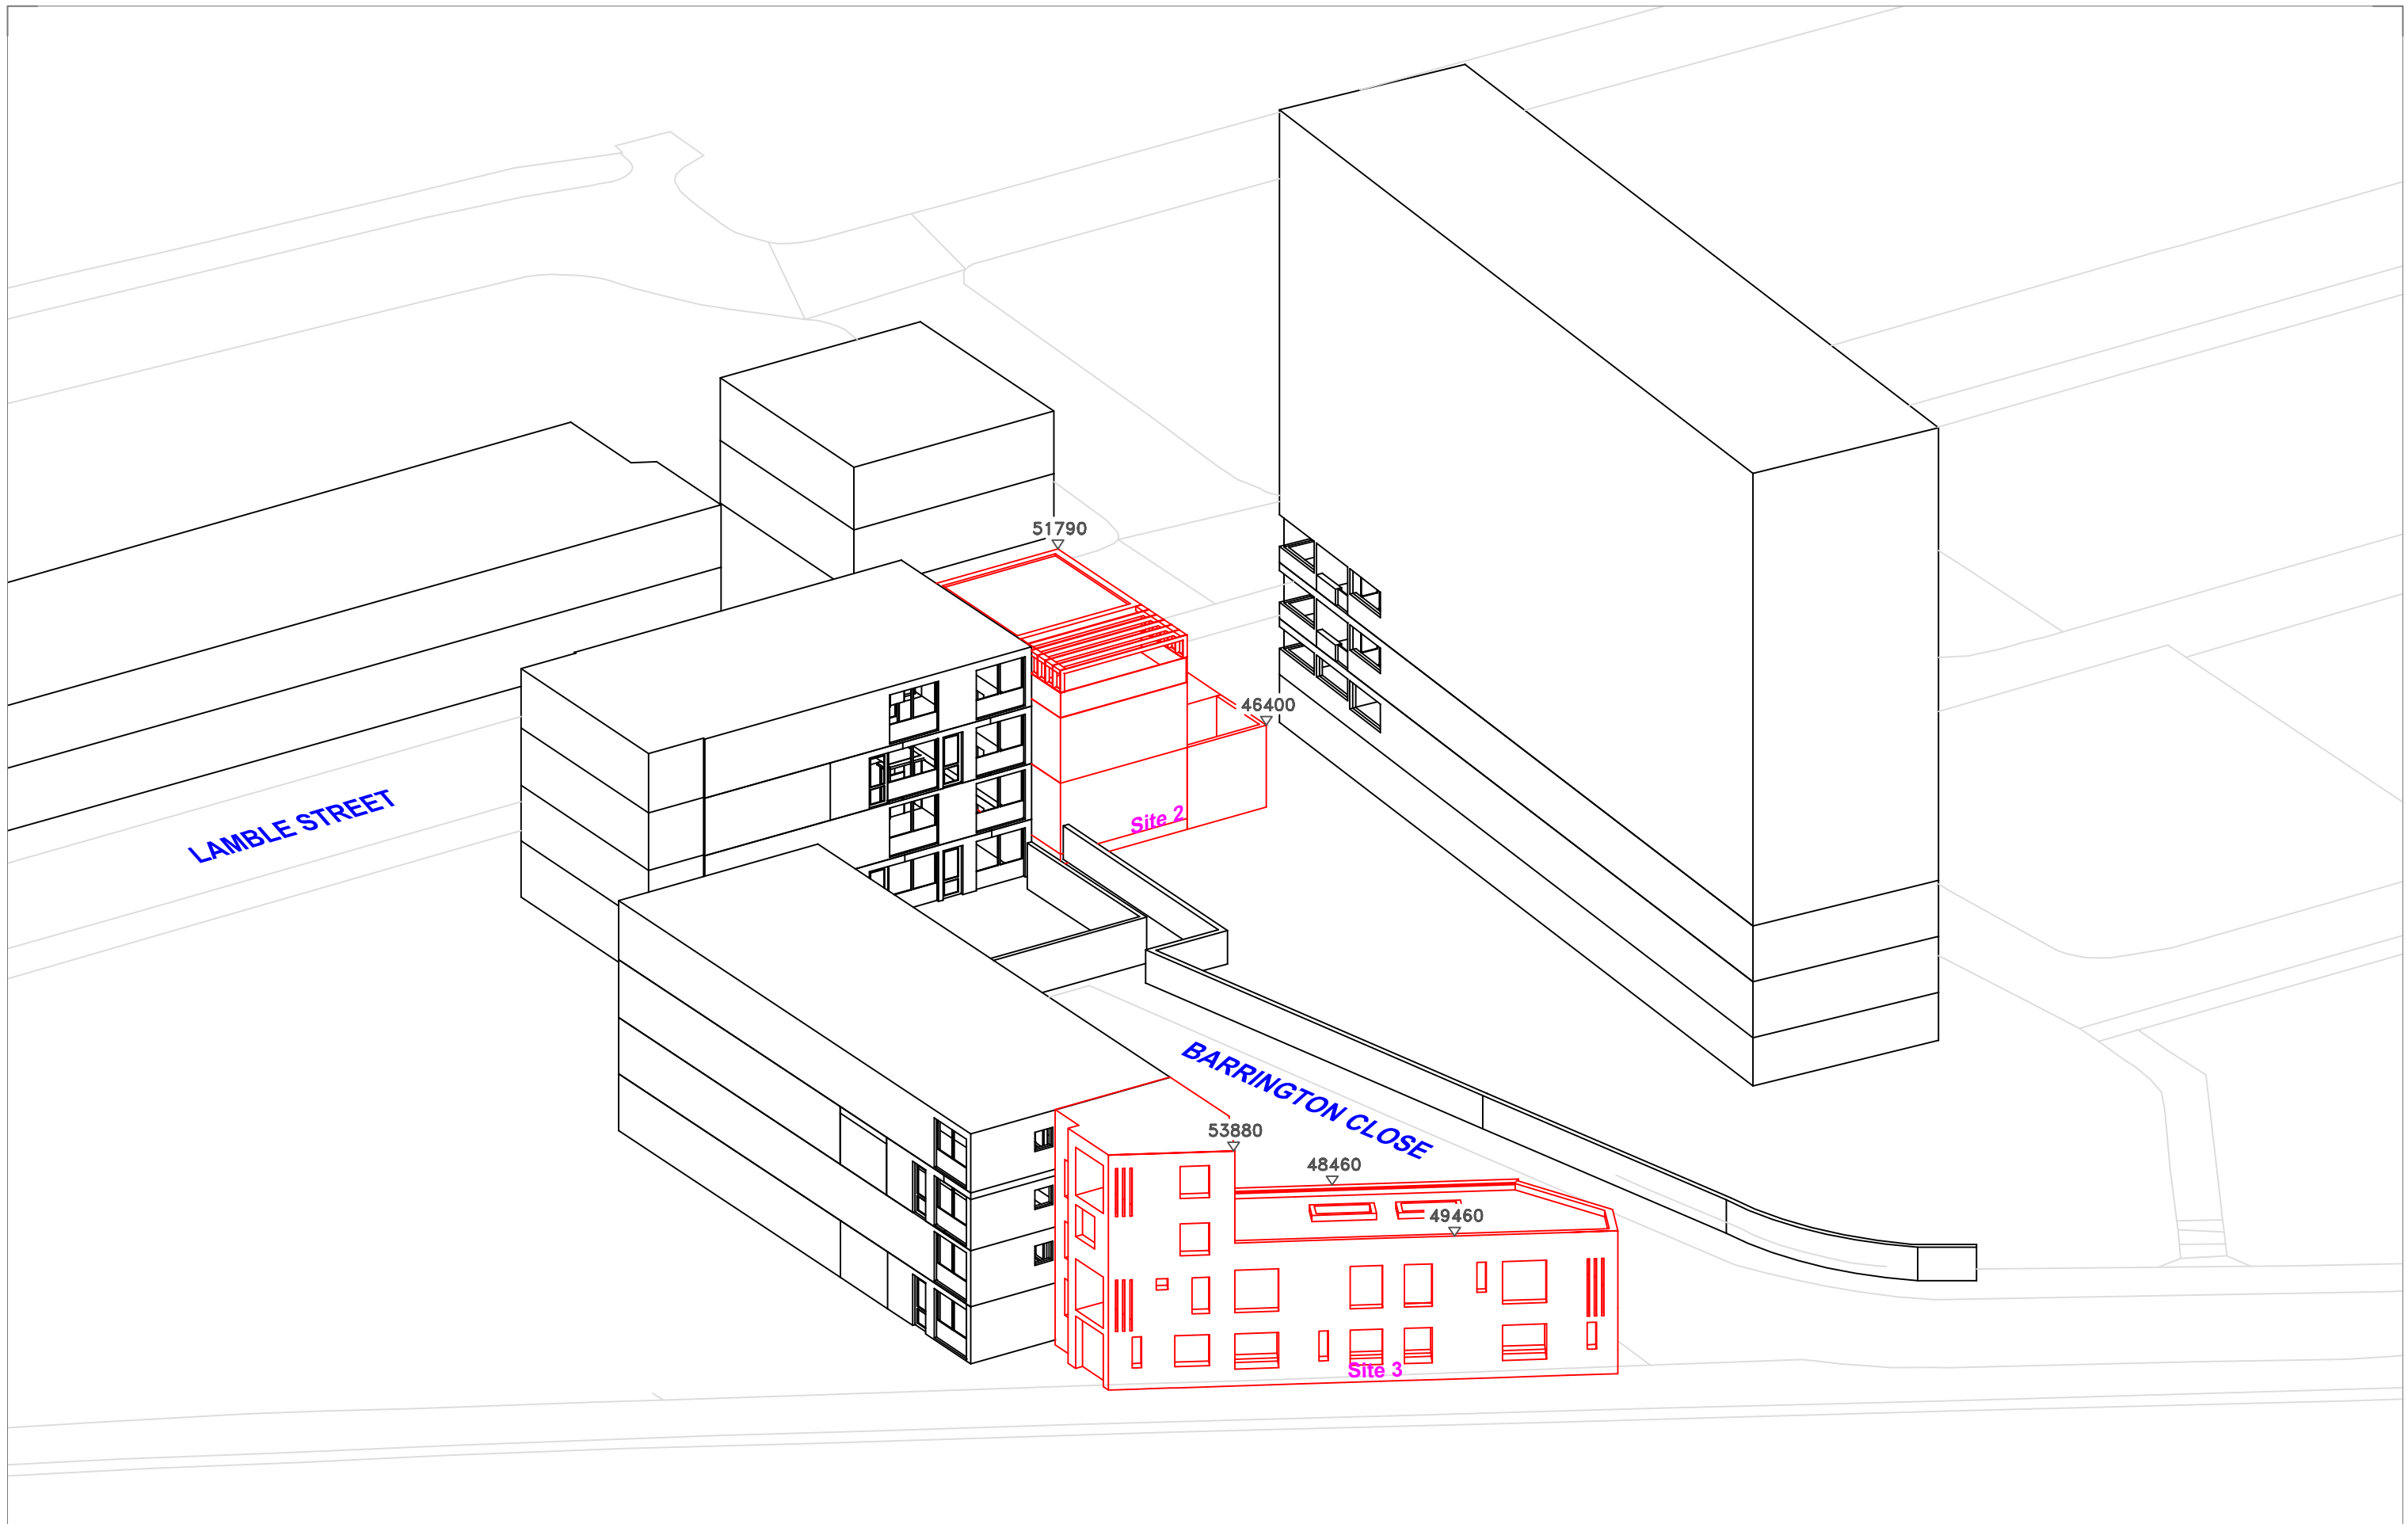 51790
46400
LAMBLE STREET
Site 2
BARRINGTON CLOSE
53880
48460
49460
Site 3